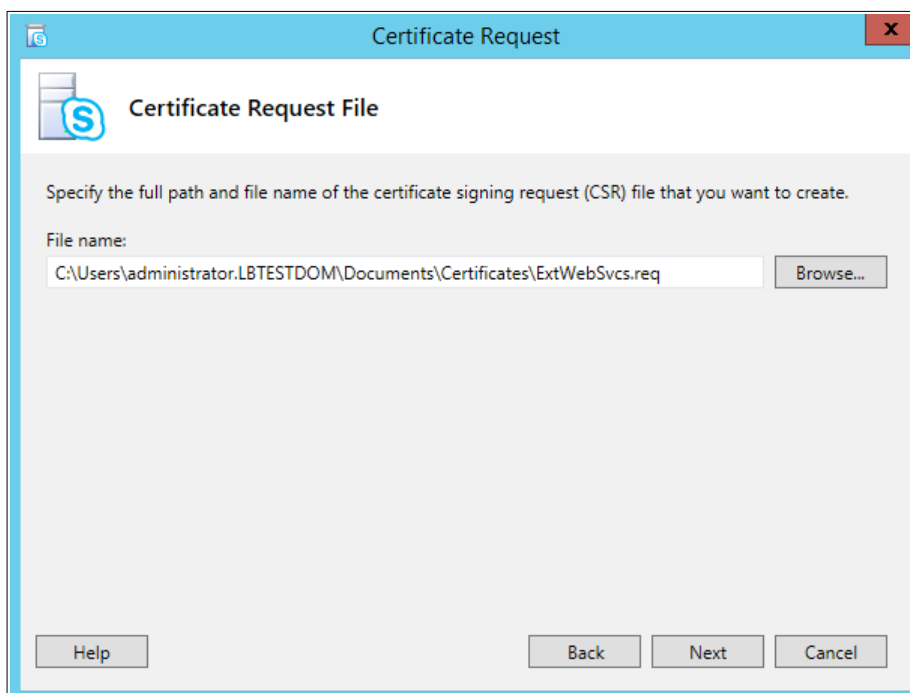 Certificate Request
x
S
Certificate Request File
S
Specify the full path and file name of the certificate signing request (CSR) file that you want to create.
File name:
C:\Users\administrator.LBTESTDOM\Documents\Certificates\ExtWebSvcs.req
Browse...
Help
Back
Next
Cancel